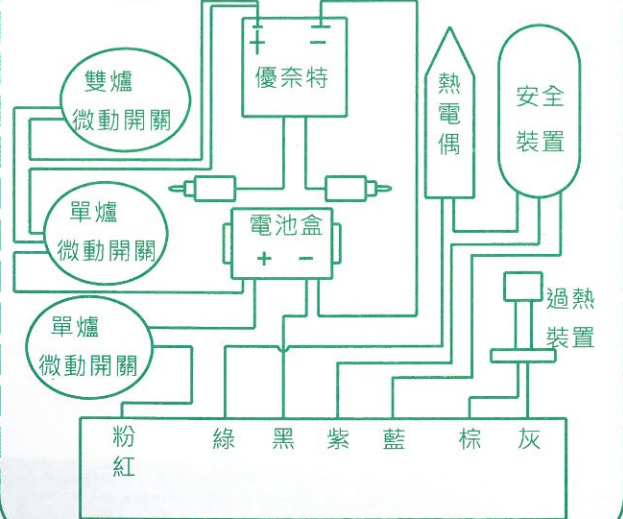 雙爐
微動開關
+ −
優奈特
熱電偶
安全
裝置
單爐
微動開關
電池盒
+ −
單爐
微動開關
過熱
裝置
粉紅 綠 黑 紫 藍 棕 灰